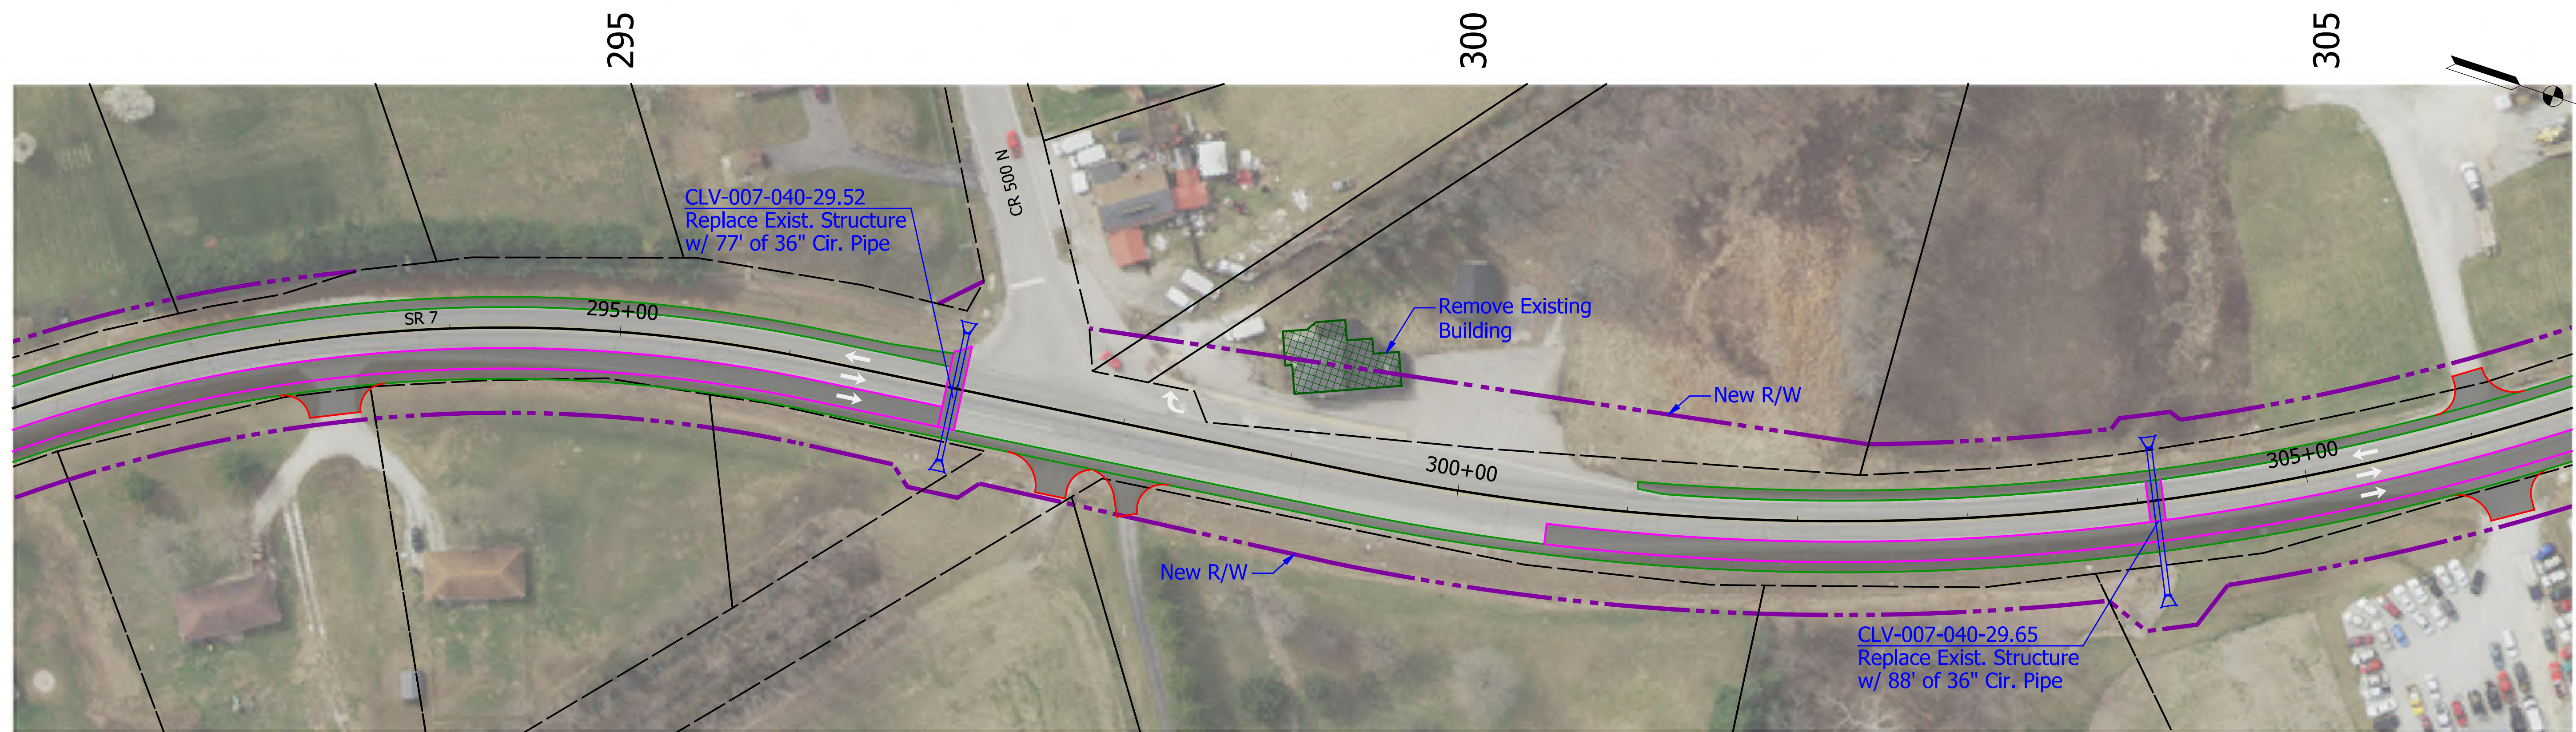 295
300
305
CR 500 N
CLV-007-040-29.52
Replace Exist. Structure
w/ 77' of 36" Cir. Pipe
295+00
SR 7
Remove Existing
Building
New R/W
300+00
305+00
New R/W
CLV-007-040-29.65
Replace Exist. Structure
w/ 88' of 36" Cir. Pipe